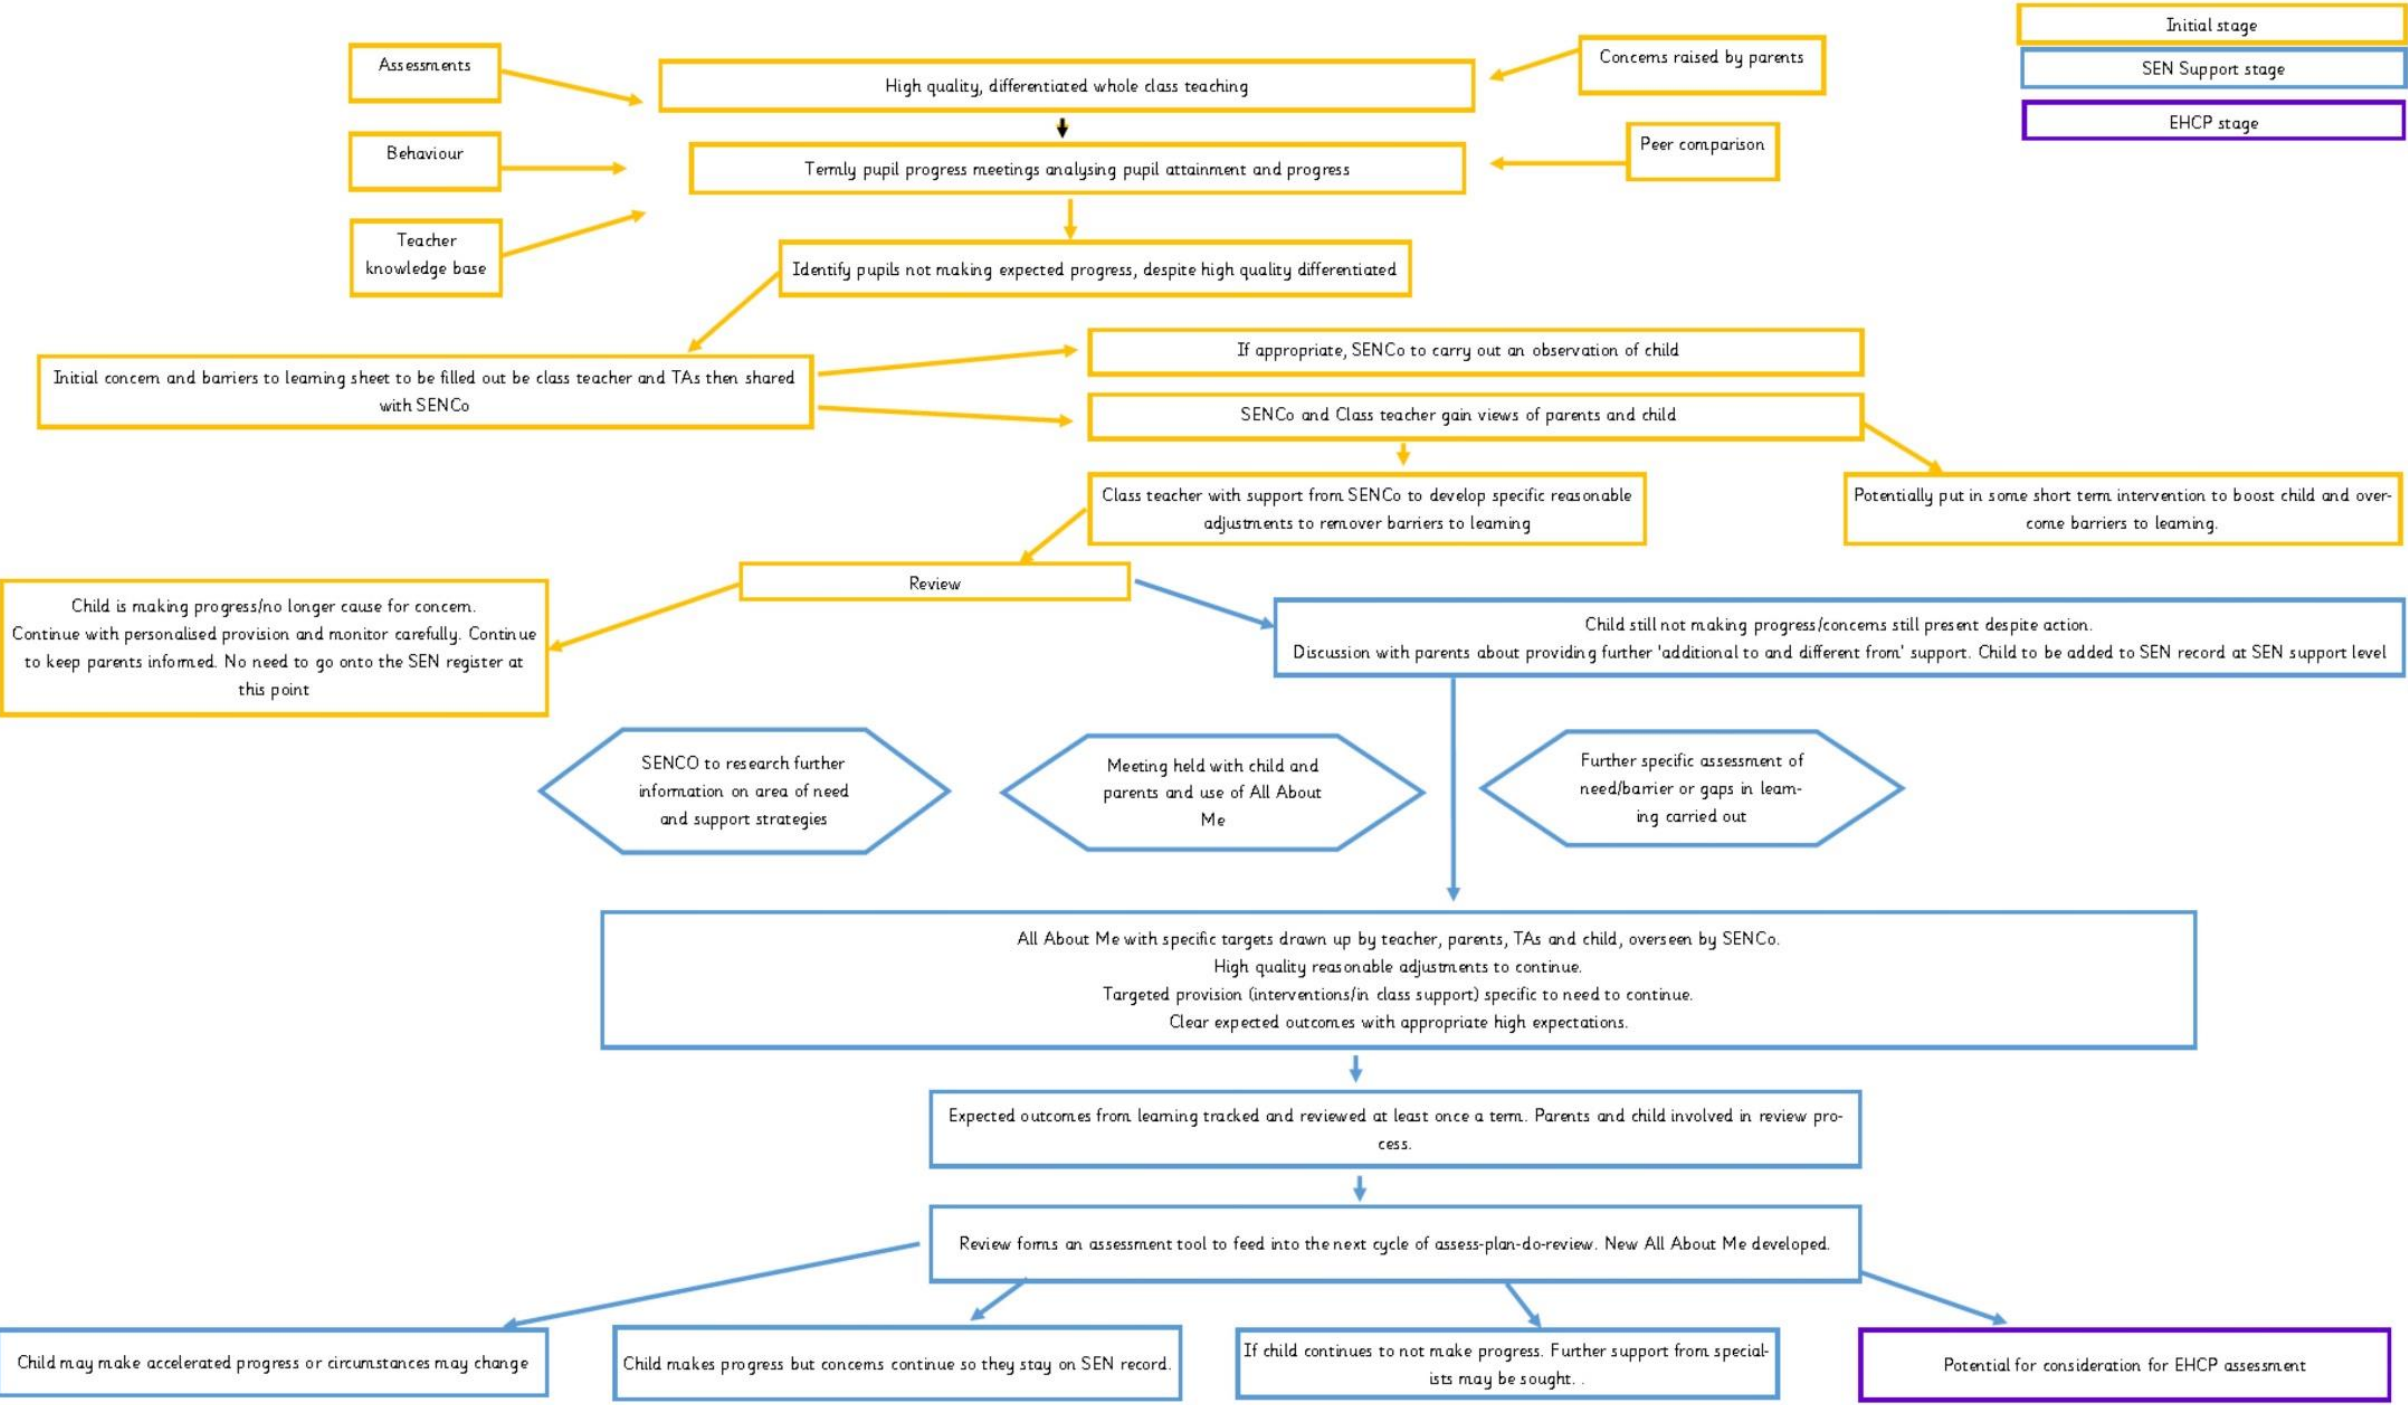 Initial stage
SEN Support stage
EHCP stage
Assessments
Behaviour
Teacher
knowledge base
High quality, differentiated whole class teaching
Concerns raised by parents
Termly pupil progress meetings analysing pupil attainment and progress
Peer comparison
Identify pupils not making expected progress, despite high quality differentiated
Initial concern and barriers to learning sheet to be filled out be class teacher and TAs then shared
with SENCo
If appropriate, SENCo to carry out an observation of child
SENCo and Class teacher gain views of parents and child
Class teacher with support from SENCo to develop specific reasonable
adjustments to remover barriers to learning
Potentially put in some short term intervention to boost child and over-
come barriers to learning.
Review
Child is making progress/no longer cause for concern.
Continue with personalised provision and monitor carefully. Continue
to keep parents informed. No need to go onto the SEN register at
this point
Child still not making progress/concerns still present despite action.
Discussion with parents about providing further 'additional to and different from' support. Child to be added to SEN record at SEN support level
SENCO to research further
information on area of need
and support strategies
Meeting held with child and
parents and use of All About
Me
Further specific assessment of
need/barrier or gaps in learn-
ing carried out
All About Me with specific targets drawn up by teacher, parents, TAs and child, overseen by SENCo.
High quality reasonable adjustments to continue.
Targeted provision (interventions/in class support) specific to need to continue.
Clear expected outcomes with appropriate high expectations.
Expected outcomes from learning tracked and reviewed at least once a term. Parents and child involved in review pro-
cess.
Review forms an assessment tool to feed into the next cycle of assess-plan-do-review. New All About Me developed.
Child may make accelerated progress or circumstances may change
Child makes progress but concerns continue so they stay on SEN record.
If child continues to not make progress. Further support from special-
ists may be sought. .
Potential for consideration for EHCP assessment